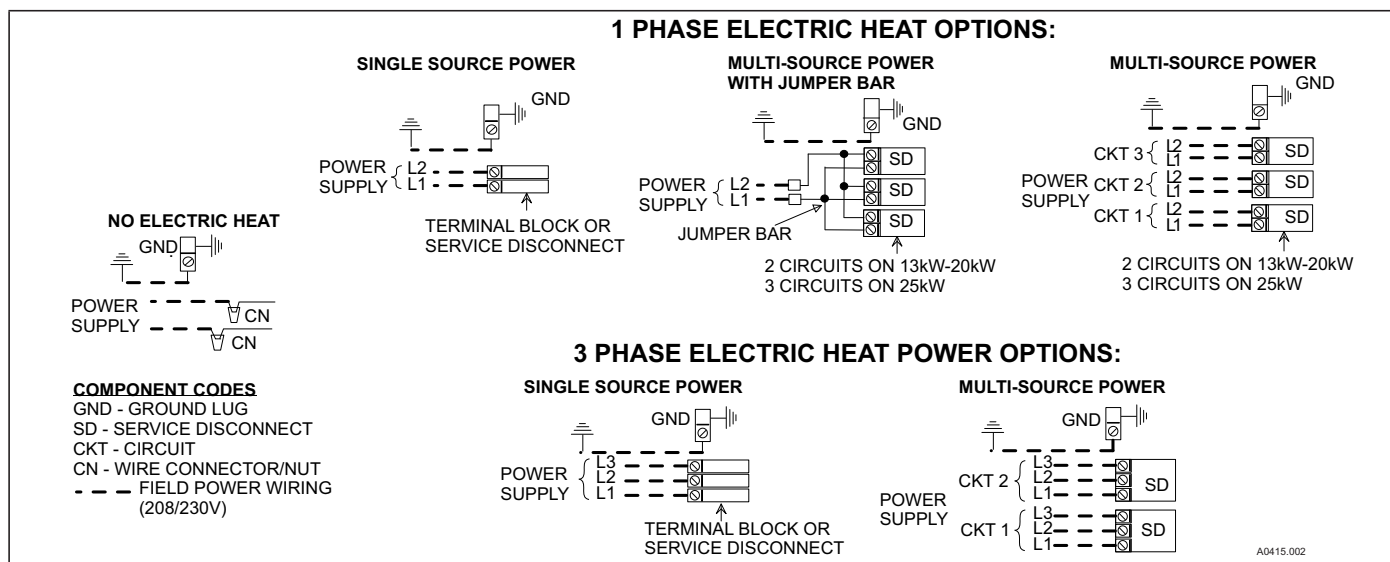 1 PHASE ELECTRIC HEAT OPTIONS:
SINGLE SOURCE POWER
GND
POWER
SUPPLY
L2
L1
TERMINAL BLOCK OR
SERVICE DISCONNECT
MULTI-SOURCE POWER
WITH JUMPER BAR
GND
POWER
SUPPLY
L2
L1
SD
SD
SD
JUMPER BAR
2 CIRCUITS ON 13kW-20kW
3 CIRCUITS ON 25kW
MULTI-SOURCE POWER
GND
POWER
SUPPLY
CKT 3
L2
L1
SD
CKT 2
L2
L1
SD
CKT 1
L2
L1
SD
2 CIRCUITS ON 13kW-20kW
3 CIRCUITS ON 25kW
NO ELECTRIC HEAT
GND
POWER
SUPPLY
CN
CN
COMPONENT CODES
GND - GROUND LUG
SD - SERVICE DISCONNECT
CKT - CIRCUIT
CN - WIRE CONNECTOR/NUT
FIELD POWER WIRING
(208/230V)
3 PHASE ELECTRIC HEAT POWER OPTIONS:
SINGLE SOURCE POWER
GND
POWER
SUPPLY
L3
L2
L1
TERMINAL BLOCK OR
SERVICE DISCONNECT
MULTI-SOURCE POWER
GND
POWER
SUPPLY
CKT 2
L3
L2
L1
SD
CKT 1
L3
L2
L1
SD
A0415.002